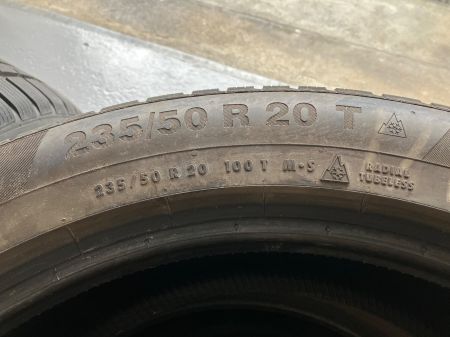 235/50 R 20 T
235/50 R 20 100 T M+S
RADIAL
TUBELESS